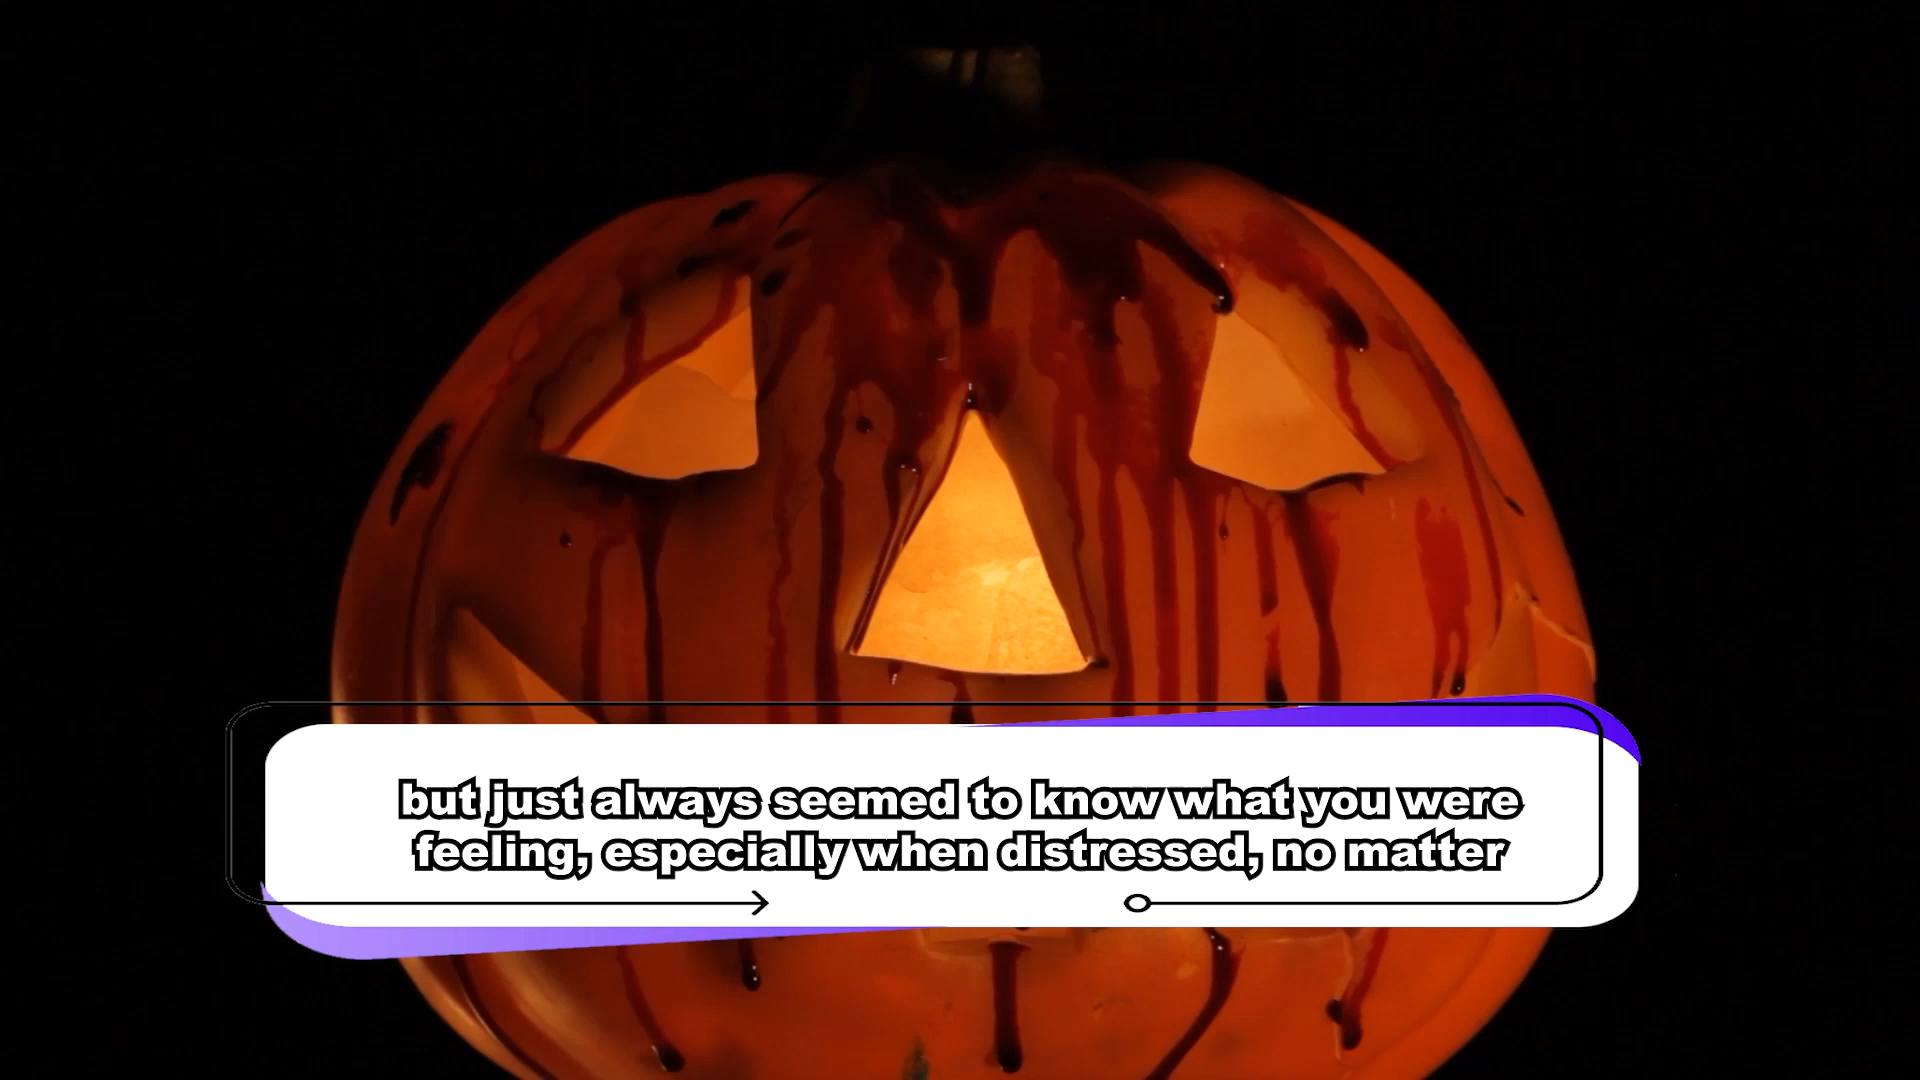 but just always seemed to know what you were
feeling, especially when distressed, no matter